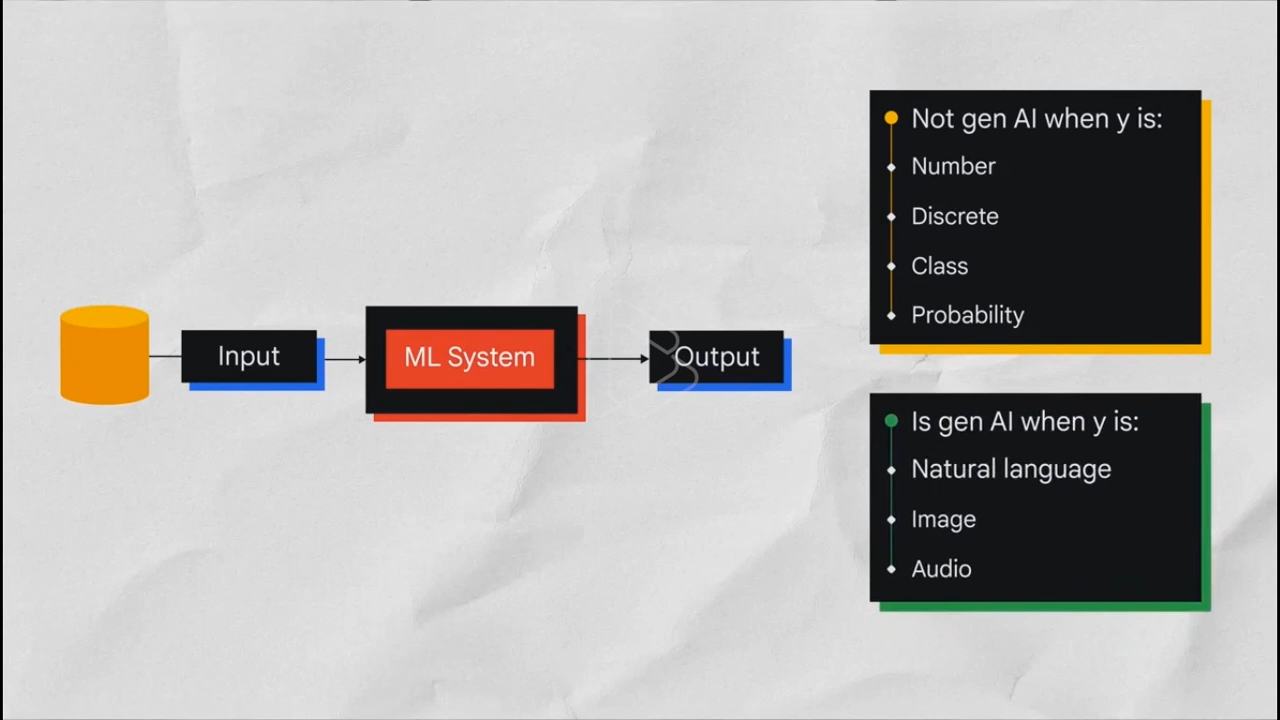 Input
ML System
Output
Not gen AI when y is:
Number
Discrete
Class
Probability
Is gen AI when y is:
Natural language
Image
Audio